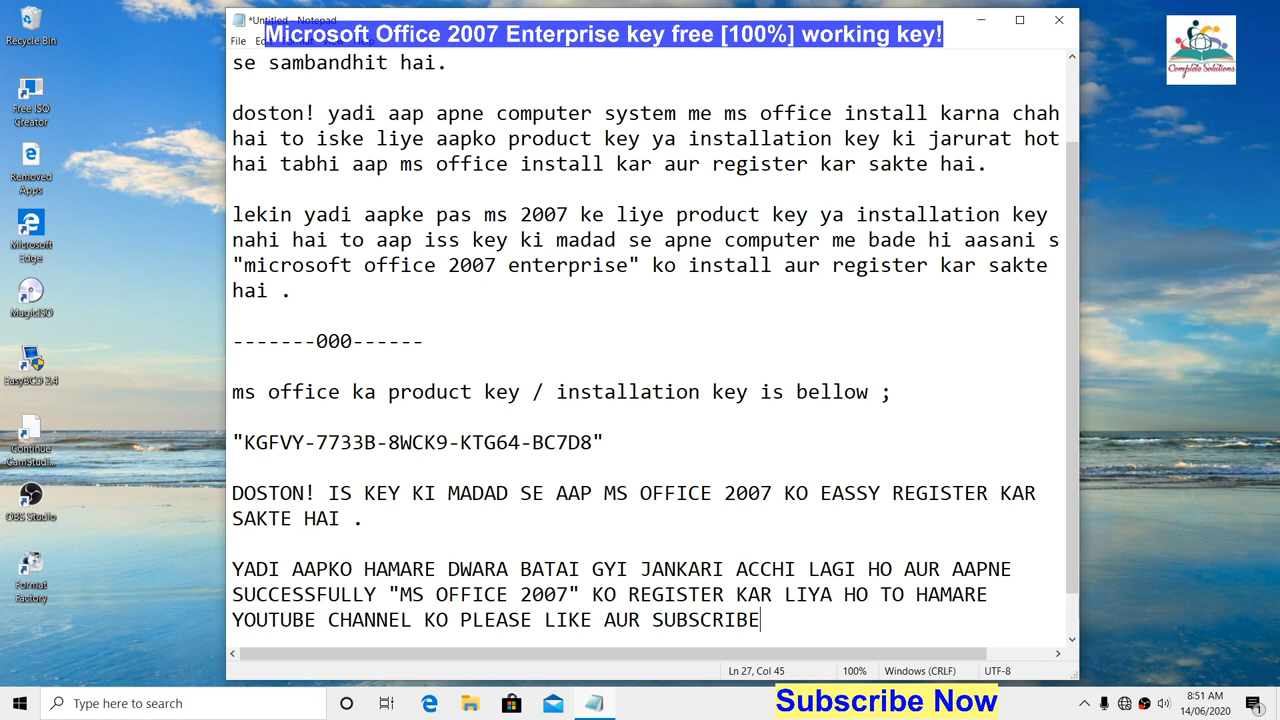 *Untitled - Notepad
Microsoft Office 2007 Enterprise key free [100%] working key!
File
se sambandhit hai.
doston! yadi aap apne computer system me ms office install karna chah
hai to iske liye aapko product key ya installation key ki jarurat hot
hai tabhi aap ms office install kar aur register kar sakte hai.
lekin yadi aapke pas ms 2007 ke liye product key ya installation key
nahi hai to aap iss key ki madad se apne computer me bade hi aasani s
"microsoft office 2007 enterprise" ko install aur register kar sakte
hai .
-------000------
ms office ka product key / installation key is bellow ;
"KGFVY-7733B-8WCK9-KTG64-BC7D8"
DOSTON! IS KEY KI MADAD SE AAP MS OFFICE 2007 KO EASSY REGISTER KAR
SAKTE HAI .
YADI AAPKO HAMARE DWARA BATAI GYI JANKARI ACCHI LAGI HO AUR AAPNE
SUCCESSFULLY "MS OFFICE 2007" KO REGISTER KAR LIYA HO TO HAMARE
YOUTUBE CHANNEL KO PLEASE LIKE AUR SUBSCRIBE
Ln 27, Col 45
100%
Windows (CRLF)
UTF-8
Recycle Bin
Free ISO
Creator
Removed
Apps
Microsoft
Edge
MagicISO
EasyBCD 2.4
Continue
CamStudi...
OBS Studio
Format
Factory
Complete Solutions
Type here to search
Subscribe Now
8:51 AM
14/06/2020
1